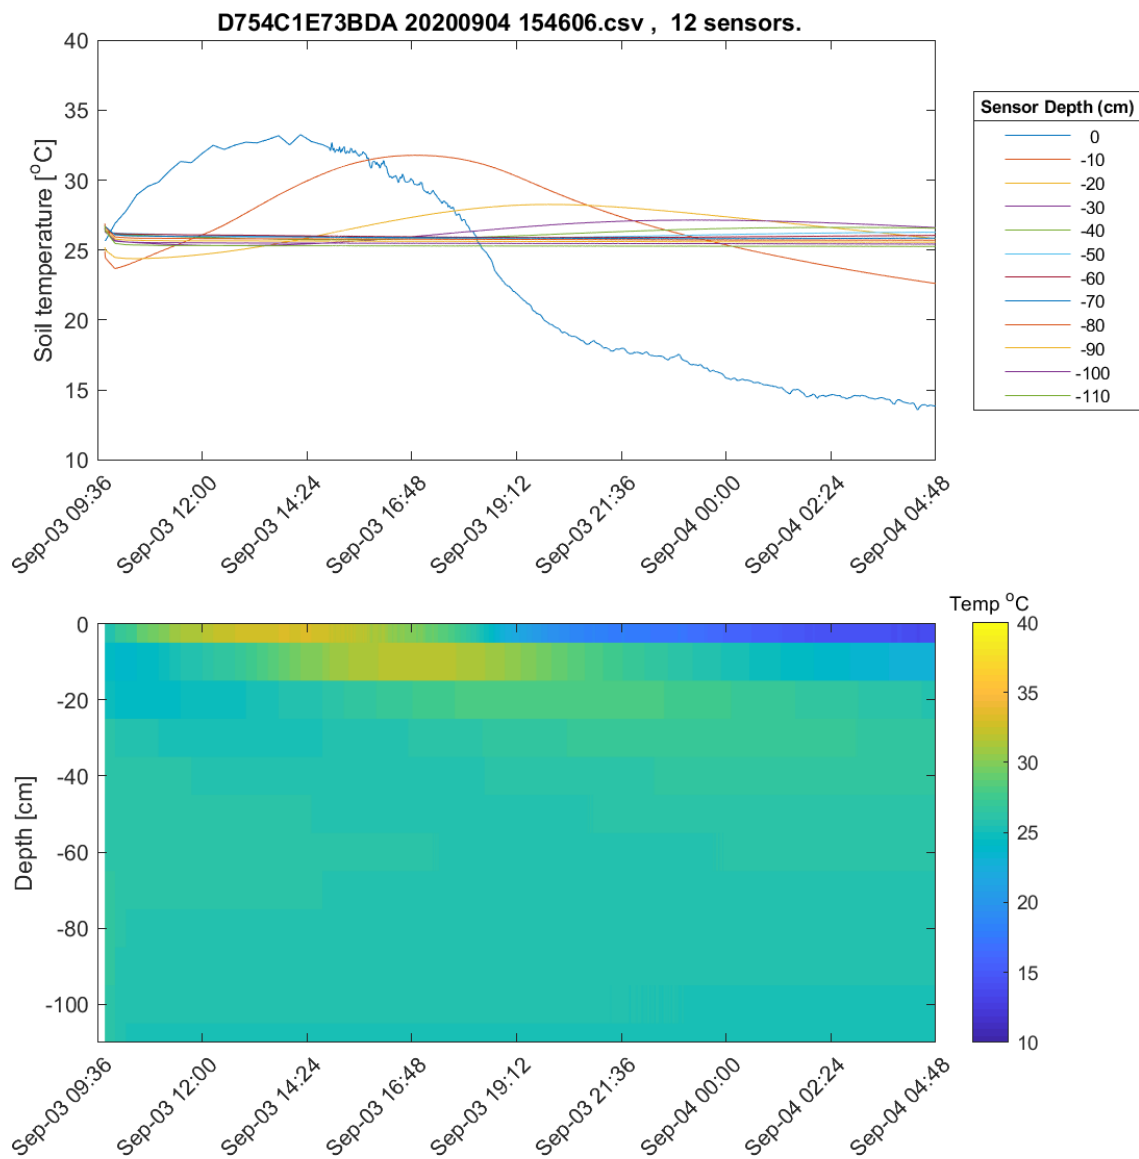 D754C1E73BDA 20200904 154606.csv ,  12 sensors.
40
35
30
25
20
15
10
Soil temperature [°C]
Sep-03 09:36
Sep-03 12:00
Sep-03 14:24
Sep-03 16:48
Sep-03 19:12
Sep-03 21:36
Sep-04 00:00
Sep-04 02:24
Sep-04 04:48
Sensor Depth (cm)
0
-10
-20
-30
-40
-50
-60
-70
-80
-90
-100
-110
0
-20
-40
-60
-80
-100
Depth [cm]
Sep-03 09:36
Sep-03 12:00
Sep-03 14:24
Sep-03 16:48
Sep-03 19:12
Sep-03 21:36
Sep-04 00:00
Sep-04 02:24
Sep-04 04:48
Temp °C
40
35
30
25
20
15
10